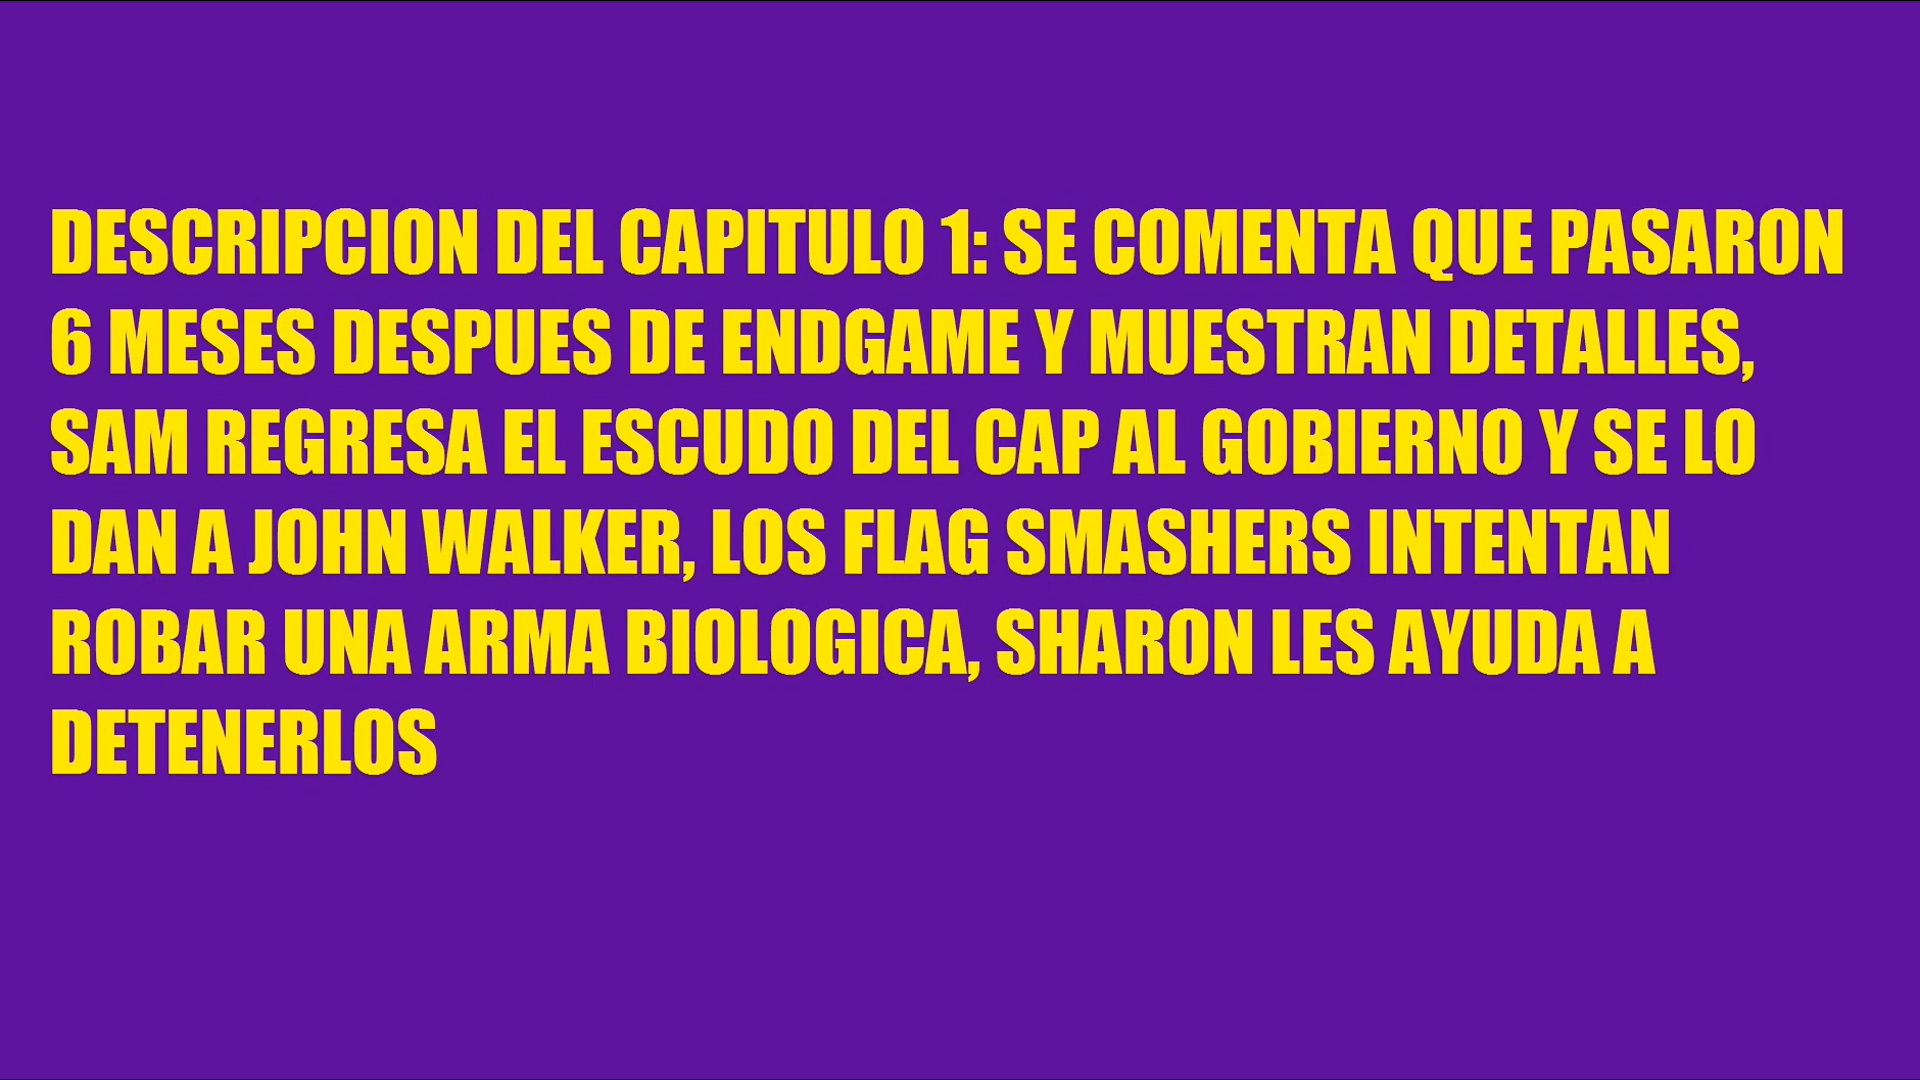 DESCRIPCION DEL CAPITULO 1: SE COMENTA QUE PASARON
6 MESES DESPUES DE ENDGAME Y MUESTRAN DETALLES,
SAM REGRESA EL ESCUDO DEL CAP AL GOBIERNO Y SE LO
DAN A JOHN WALKER, LOS FLAG SMASHERS INTENTAN
ROBAR UNA ARMA BIOLOGICA, SHARON LES AYUDA A
DETENERLOS